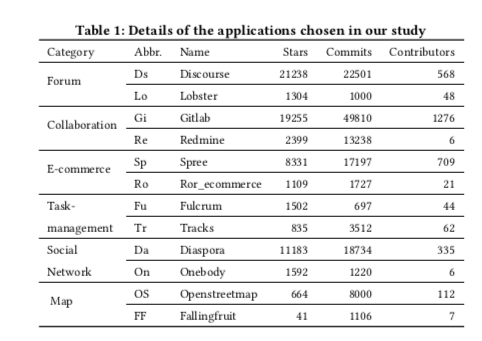 Table 1: Details of the applications chosen in our study
Category Abbr. Name Stars Commits Contributors
Forum Ds Discourse 21238 22501 568
Lo Lobster 1304 1000 48
Collaboration Gi Gitlab 19255 49810 1276
Re Redmine 2399 13238 6
E-commerce Sp Spree 8331 17197 709
Ro Ror_ecommerce 1109 1727 21
Task- Fu Fulcrum 1502 697 44
management Tr Tracks 835 3512 62
Social Da Diaspora 11183 18734 335
Network On Onebody 1592 1220 6
Map OS Openstreetmap 664 8000 112
FF Fallingfruit 41 1106 7